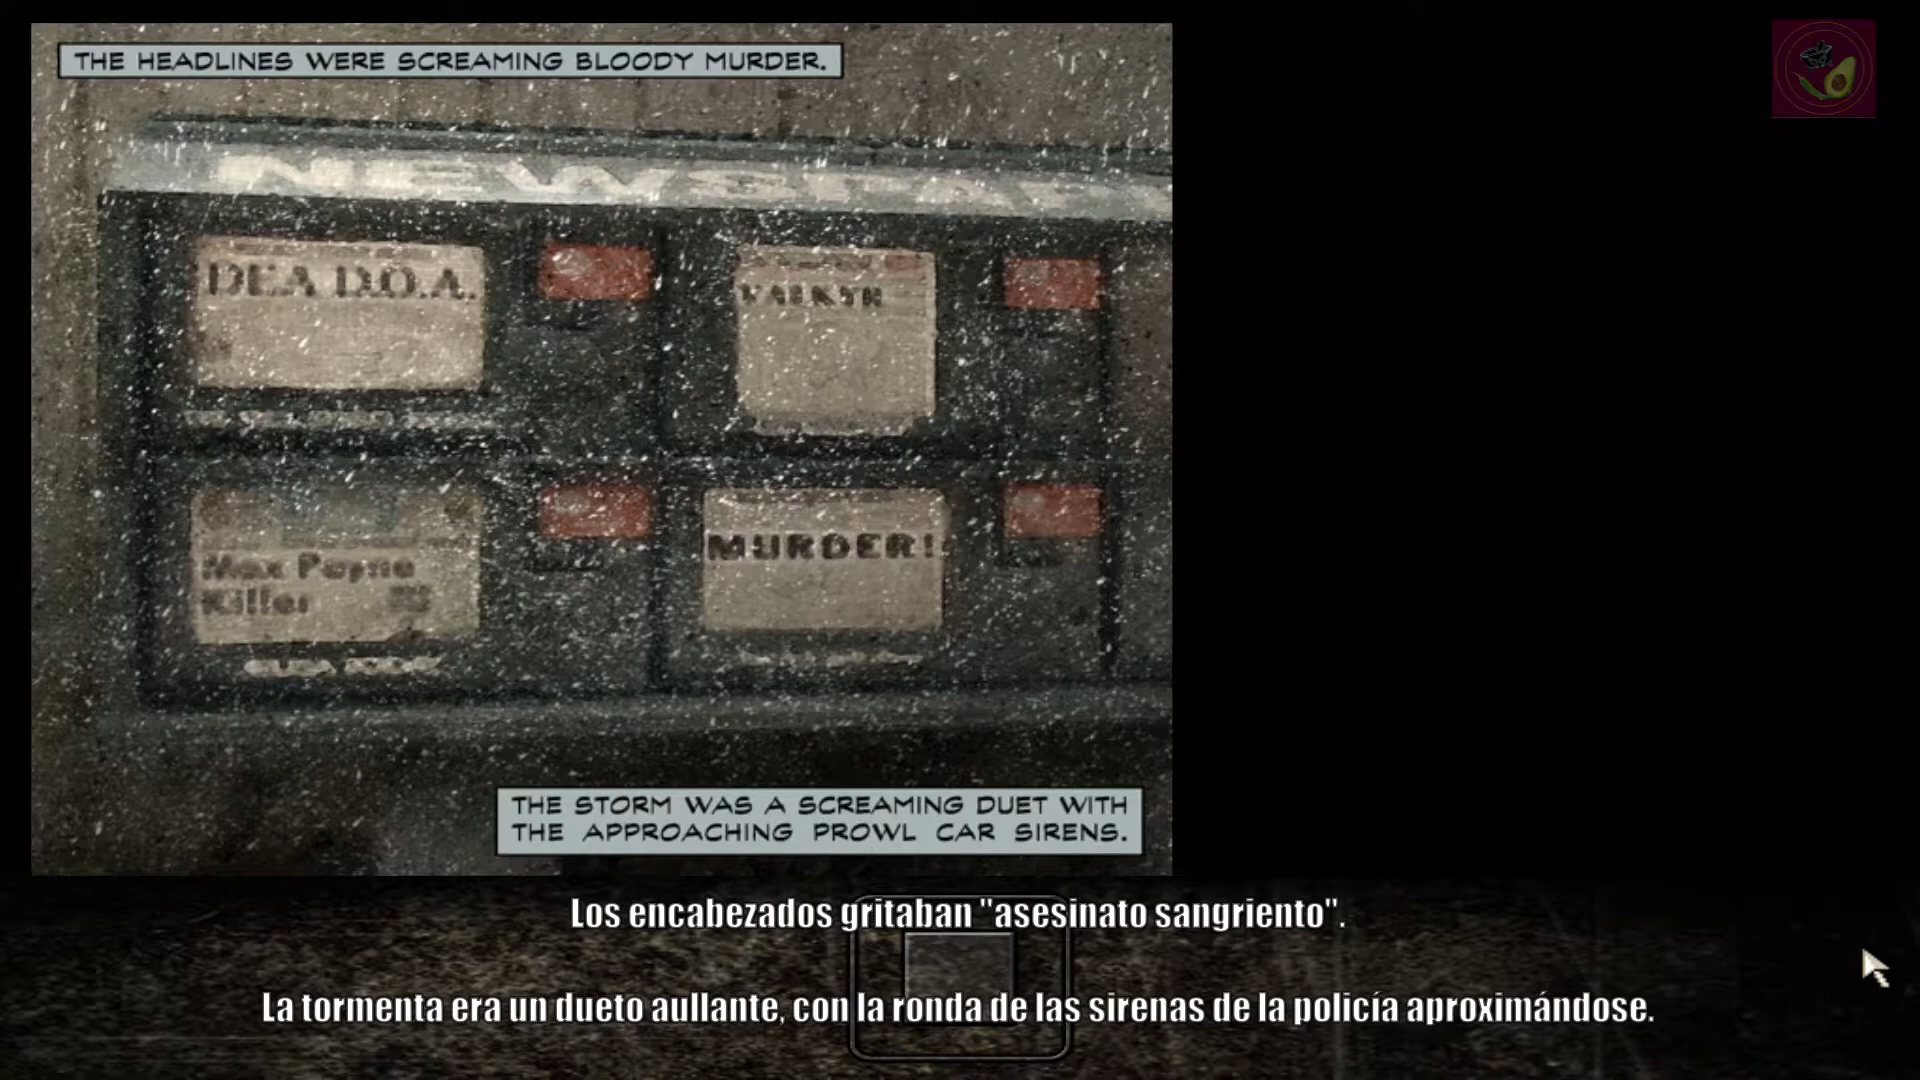 THE HEADLINES WERE SCREAMING BLOODY MURDER.
NEWSPAP
DEA D.O.A.
VALKYR
Max Payne
Killer
MURDER!
THE STORM WAS A SCREAMING DUET WITH
THE APPROACHING PROWL CAR SIRENS.
Los encabezados gritaban "asesinato sangriento".
La tormenta era un dueto aullante, con la ronda de las sirenas de la policía aproximándose.